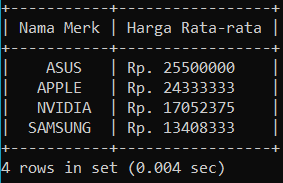 +-----------+-----------------+
| Nama Merk | Harga Rata-rata |
+-----------+-----------------+
|    ASUS   | Rp. 25500000    |
|   APPLE   | Rp. 24333333    |
|   NVIDIA  | Rp. 17052375    |
|  SAMSUNG  | Rp. 13408333    |
+-----------+-----------------+
4 rows in set (0.004 sec)